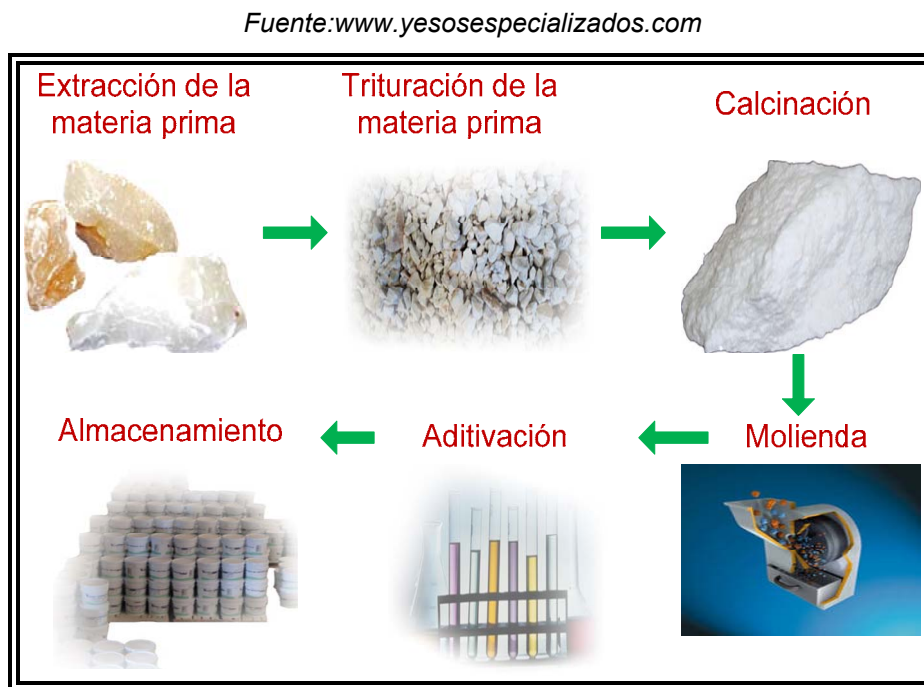 Fuente:www.yesosespecializados.com
Extracción de la
materia prima
Trituración de la
materia prima
Calcinación
Almacenamiento
Aditivación
Molienda